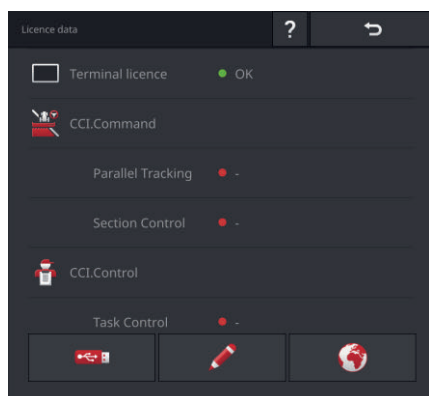 Licence data ?
Terminal licence OK
CCI.Command
Parallel Tracking -
Section Control -
CCI.Control
Task Control -